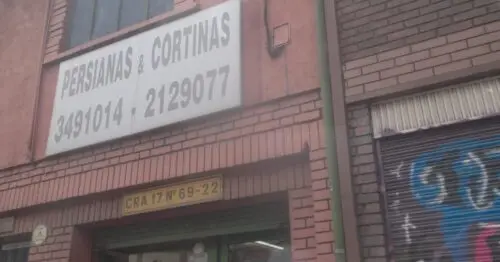 PERSIANAS & CORTINAS
3491014 - 2129077
CRA 17 Nº 69-22